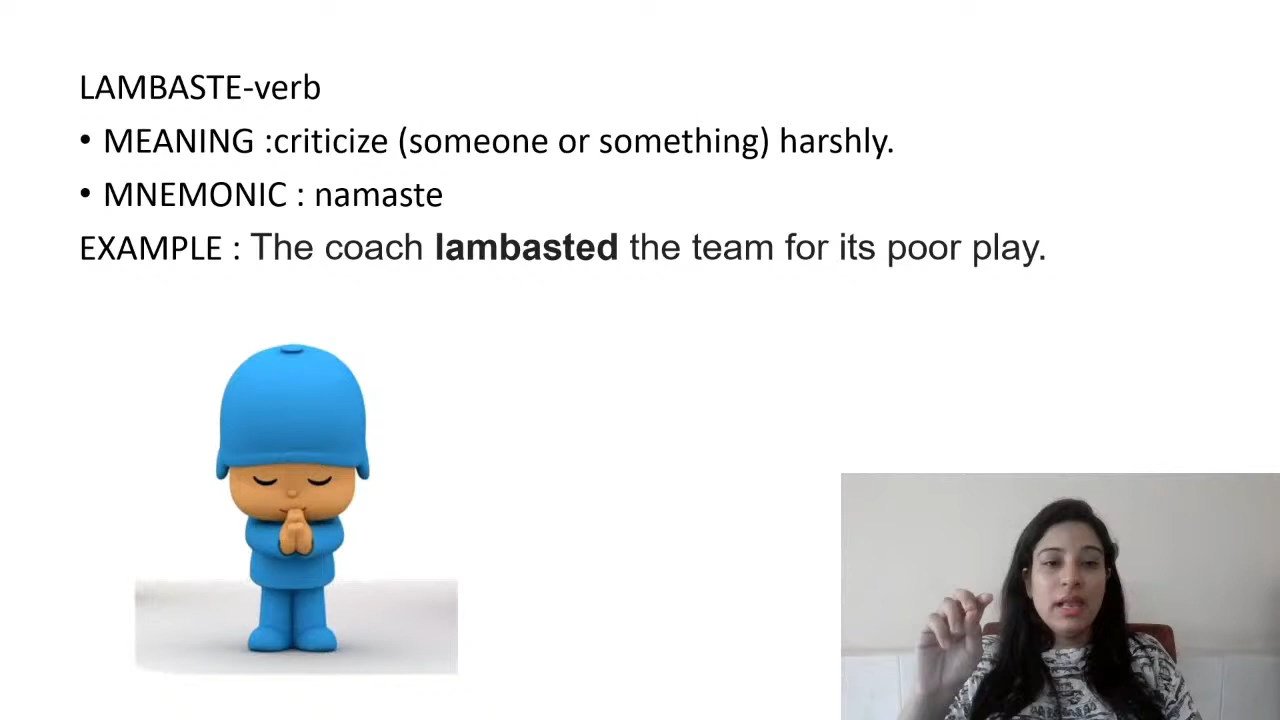 LAMBASTE-verb
• MEANING :criticize (someone or something) harshly.
• MNEMONIC : namaste
EXAMPLE : The coach lambasted the team for its poor play.